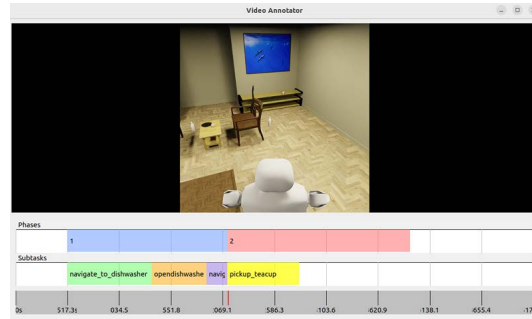 Video Annotator
Phases
1 2
Subtasks
navigate_to_dishwasher opendishwashe navig pickup_teacup
0s 517.3s 034.5 551.8 069.1 586.3 :103.6 620.9 138.1 655.4